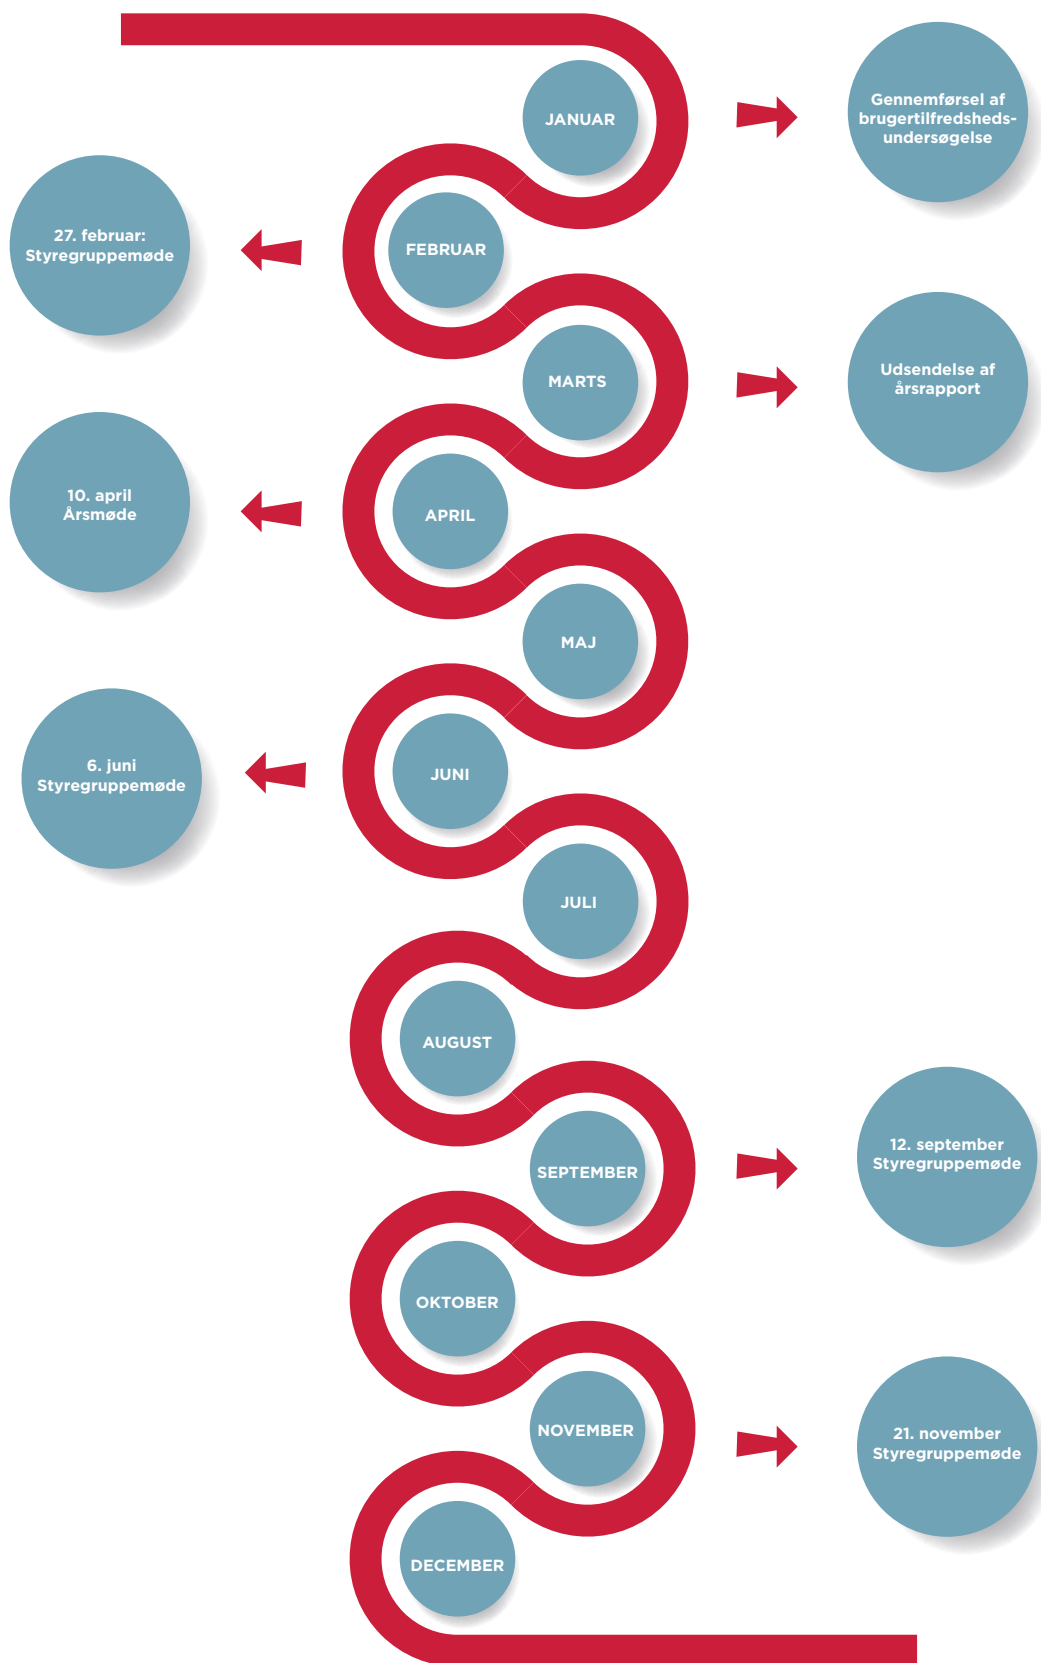 JANUAR
Gennemførsel af
brugertilfredsheds-
undersøgelse
27. februar:
Styregruppemøde
FEBRUAR
MARTS
Udsendelse af
årsrapport
10. april
Årsmøde
APRIL
MAJ
6. juni
Styregruppemøde
JUNI
JULI
AUGUST
12. september
Styregruppemøde
SEPTEMBER
OKTOBER
21. november
Styregruppemøde
NOVEMBER
DECEMBER